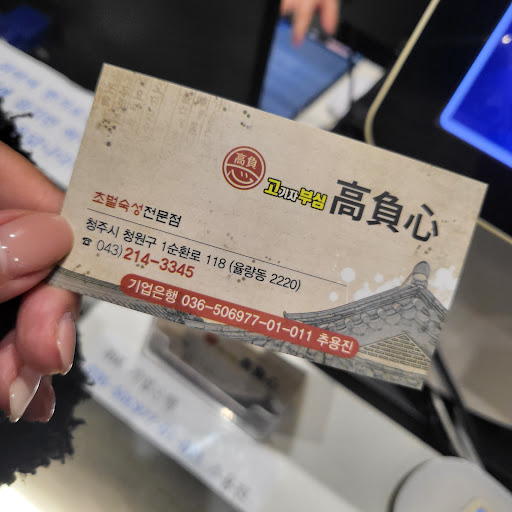 高負
心
고기자부심 高負心
초벌숙성전문점
청주시 청원구 1순환로 118 (율량동 2220)
☎ 043) 214-3345
기업은행 036-506977-01-011 추용진